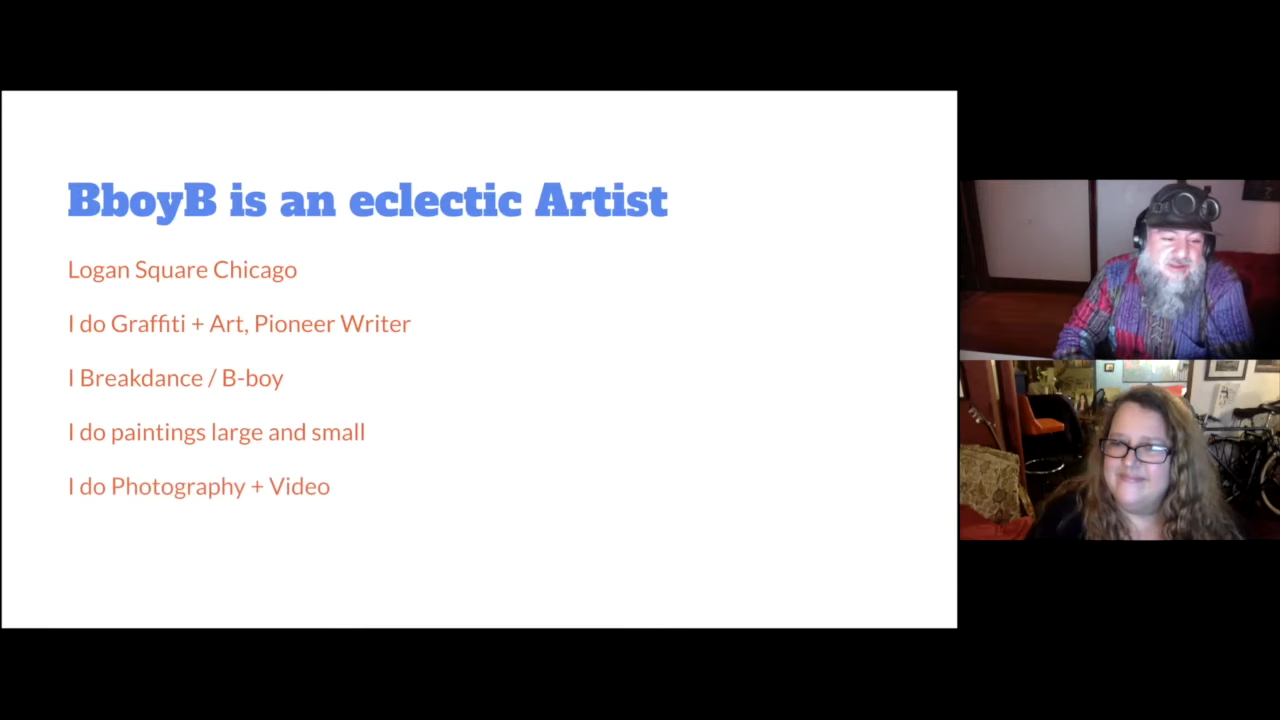 BboyB is an eclectic Artist
Logan Square Chicago
I do Graffiti + Art, Pioneer Writer
I Breakdance / B-boy
I do paintings large and small
I do Photography + Video